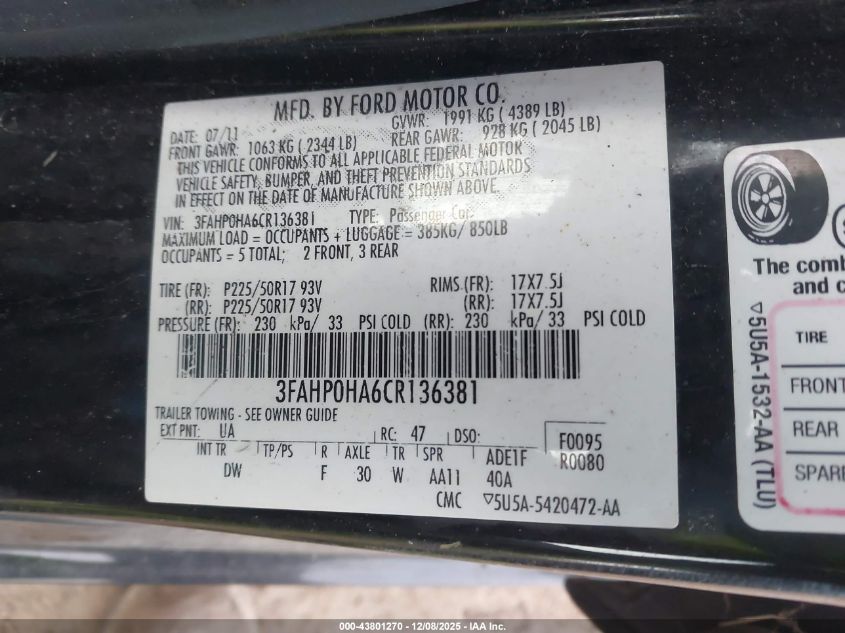 MFD. BY FORD MOTOR CO.
DATE: 07/11 GVWR: 1991 KG ( 4389 LB)
FRONT GAWR: 1063 KG ( 2344 LB) REAR GAWR: 928 KG ( 2045 LB)
THIS VEHICLE CONFORMS TO ALL APPLICABLE FEDERAL MOTOR
VEHICLE SAFETY, BUMPER, AND THEFT PREVENTION STANDARDS
IN EFFECT ON THE DATE OF MANUFACTURE SHOWN ABOVE.
VIN: 3FAHP0HA6CR136381 TYPE: Passenger Car
MAXIMUM LOAD = OCCUPANTS + LUGGAGE = 385KG/ 850LB
OCCUPANTS = 5 TOTAL; 2 FRONT, 3 REAR
TIRE (FR): P225/50R17 93V RIMS (FR): 17X7.5J
(RR): P225/50R17 93V (RR): 17X7.5J
PRESSURE (FR): 230 kPa/ 33 PSI COLD (RR): 230 kPa/ 33 PSI COLD
3FAHP0HA6CR136381
TRAILER TOWING - SEE OWNER GUIDE
EXT PNT: UA RC: 47 DSO: F0095
INT TR TP/PS R AXLE TR SPR ADE1F R0080
DW F 30 W AA11 40A
CMC ▽5U5A-5420472-AA
The comb
and c
TIRE
FRONT
REAR
SPARE
▽5U5A-1532-AA (TLU)
000-43801270 - 12/08/2025 - IAA Inc.